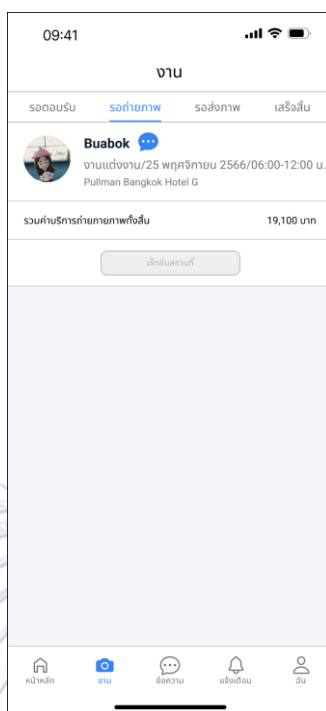 09:41
งาน
รอตอบรับ รอถ่ายภาพ รอส่งภาพ เสร็จสิ้น
Buabok
งานแต่งงาน/25 พฤศจิกายน 2566/06:00-12:00 น.
Pullman Bangkok Hotel G
รวมค่าบริการถ่ายภายภาพทั้งสิ้น 19,100 บาท
เช็กอินสถานที่
หน้าหลัก งาน ข้อความ แจ้งเตือน ฉัน